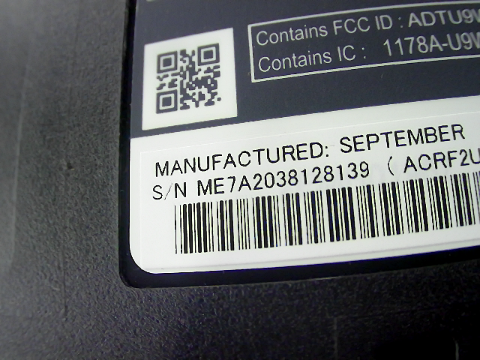 Contains FCC ID : ADTU9
Contains IC : 1178A-U9
MANUFACTURED: SEPTEMBER
S/N ME7A2038128139 ( ACRF2U